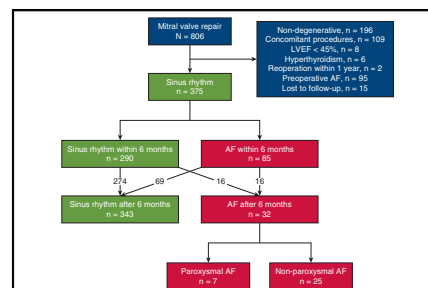 Mitral valve repair
N = 806
Non-degenerative, n = 196
Concomitant procedures, n = 109
LVEF < 45%, n = 8
Hyperthyroidism, n = 6
Reoperation within 1 year, n = 2
Preoperative AF, n = 95
Lost to follow-up, n = 15
Sinus rhythm
n = 375
Sinus rhythm within 6 months
n = 290
AF within 6 months
n = 85
274
69
16
16
Sinus rhythm after 6 months
n = 343
AF after 6 months
n = 32
Paroxysmal AF
n = 7
Non-paroxysmal AF
n = 25